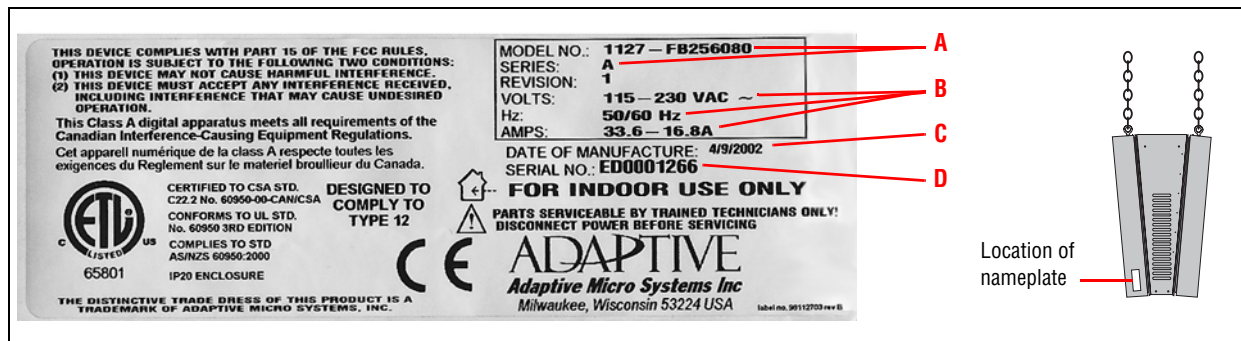 THIS DEVICE COMPLIES WITH PART 15 OF THE FCC RULES,
OPERATION IS SUBJECT TO THE FOLLOWING TWO CONDITIONS:
(1) THIS DEVICE MAY NOT CAUSE HARMFUL INTERFERENCE.
(2) THIS DEVICE MUST ACCEPT ANY INTERFERENCE RECEIVED,
INCLUDING INTERFERENCE THAT MAY CAUSE UNDESIRED
OPERATION.
This Class A digital apparatus meets all requirements of the
Canadian Interference-Causing Equipment Regulations.
Cet appareil numérique de la class A respecte toutes les
exigences du Reglement sur le materiel brouilleur du Canada.
C ETL US
LISTED
65801
CERTIFIED TO CSA STD.
C22.2 No. 60950-00-CAN/CSA
CONFORMS TO UL STD.
No. 60950 3RD EDITION
COMPLIES TO STD
AS/NZS 60950:2000
IP20 ENCLOSURE
DESIGNED TO
COMPLY TO
TYPE 12
CE
THE DISTINCTIVE TRADE DRESS OF THIS PRODUCT IS A
TRADEMARK OF ADAPTIVE MICRO SYSTEMS, INC.
MODEL NO.: 1127-FB256080
SERIES: A
REVISION: 1
VOLTS: 115-230 VAC ~
Hz: 50/60 Hz
AMPS: 33.6-16.8A
DATE OF MANUFACTURE: 4/9/2002
SERIAL NO.: ED0001266
FOR INDOOR USE ONLY
PARTS SERVICEABLE BY TRAINED TECHNICIANS ONLY!
DISCONNECT POWER BEFORE SERVICING
ADAPTIVE
Adaptive Micro Systems Inc
Milwaukee, Wisconsin 53224 USA
label no. 98112703 rev B
A
B
C
D
Location of
nameplate